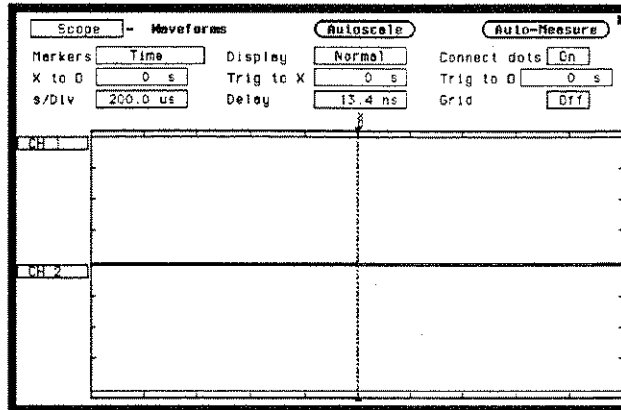 Scope - Waveforms Autoscale Auto-Measure
Markers Time Display Normal Connect dots On
X to O 0 s Trig to X 0 s Trig to O 0 s
s/Div 200.0 us Delay 13.4 ns Grid Off
X
O
CH 1
CH 2